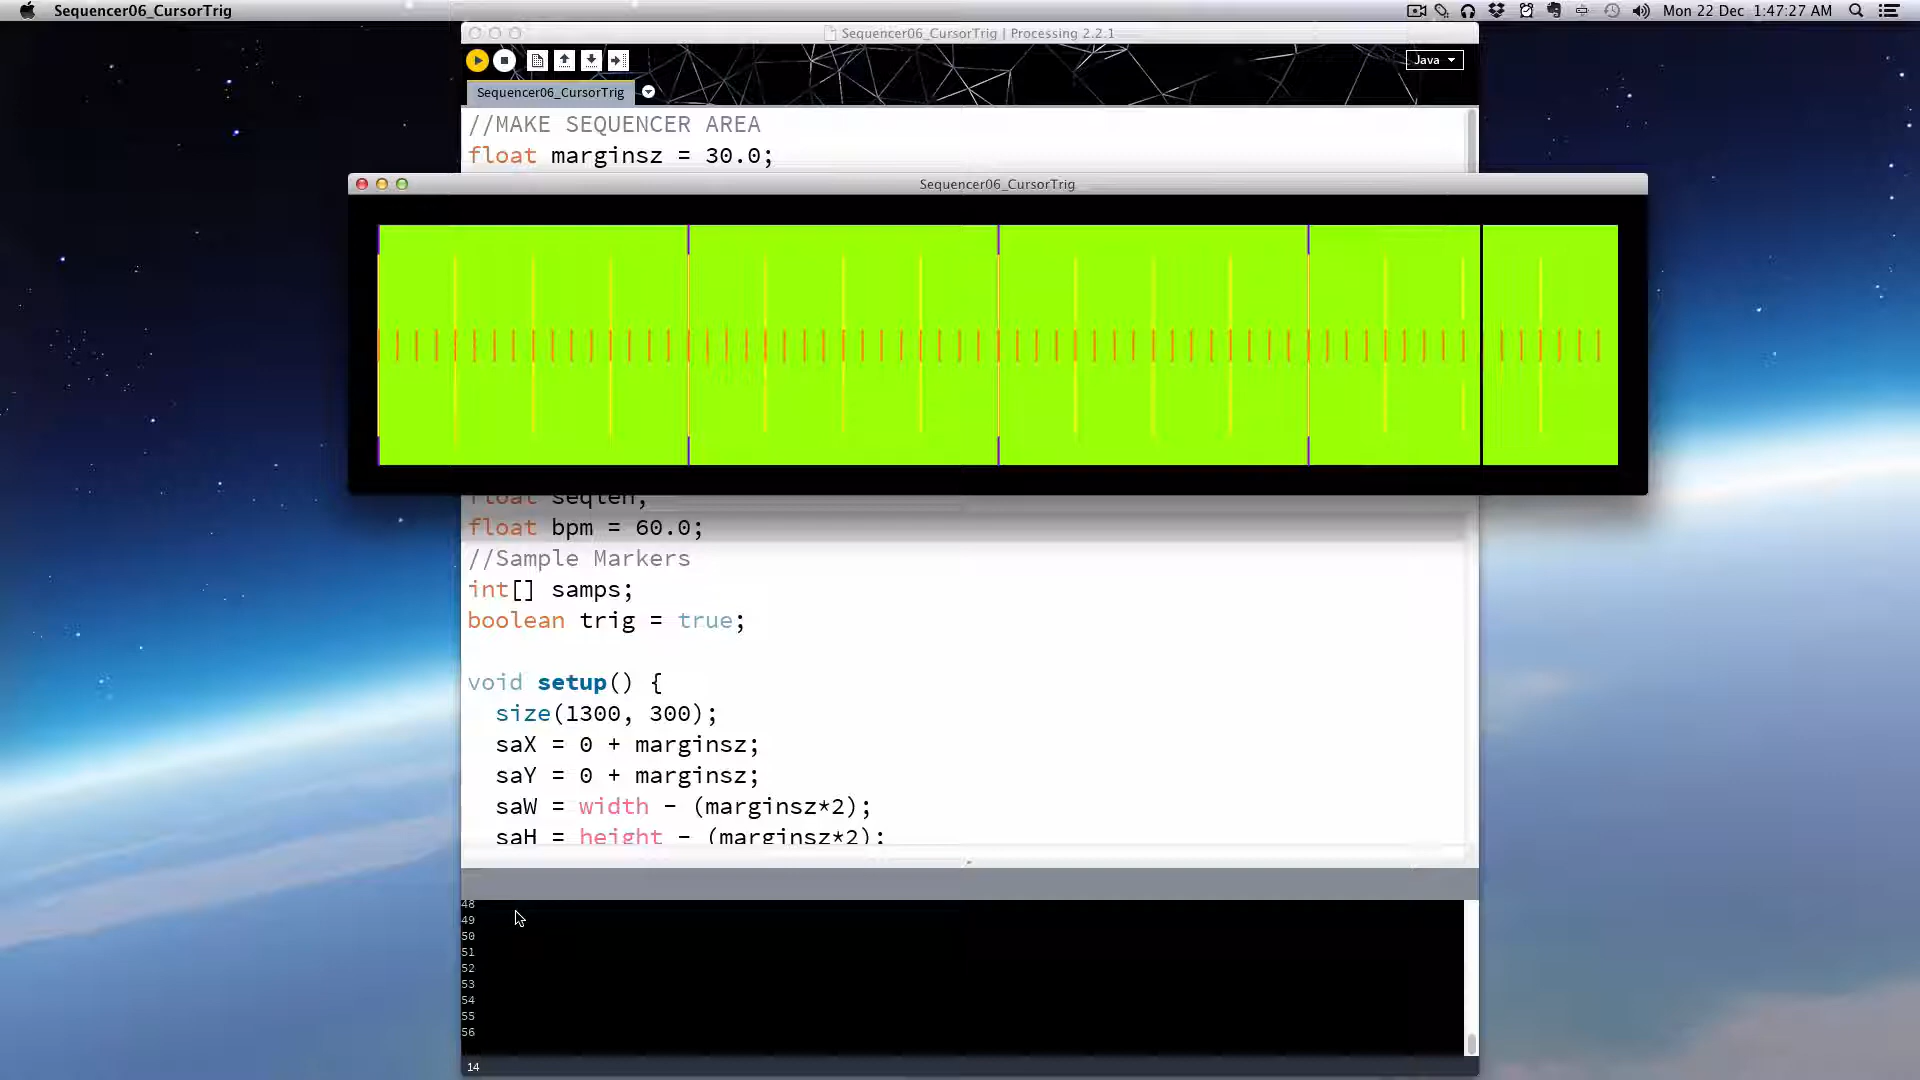 Sequencer06_CursorTrig
Mon 22 Dec 1:47:27 AM
Sequencer06_CursorTrig | Processing 2.2.1
Java
Sequencer06_CursorTrig
//MAKE SEQUENCER AREA
float marginsz = 30.0;
Sequencer06_CursorTrig
float seqlen;
float bpm = 60.0;
//Sample Markers
int[] samps;
boolean trig = true;
void setup() {
size(1300, 300);
saX = 0 + marginsz;
saY = 0 + marginsz;
saW = width - (marginsz*2);
saH = height - (marginsz*2);
48
49
50
51
52
53
54
55
56
14